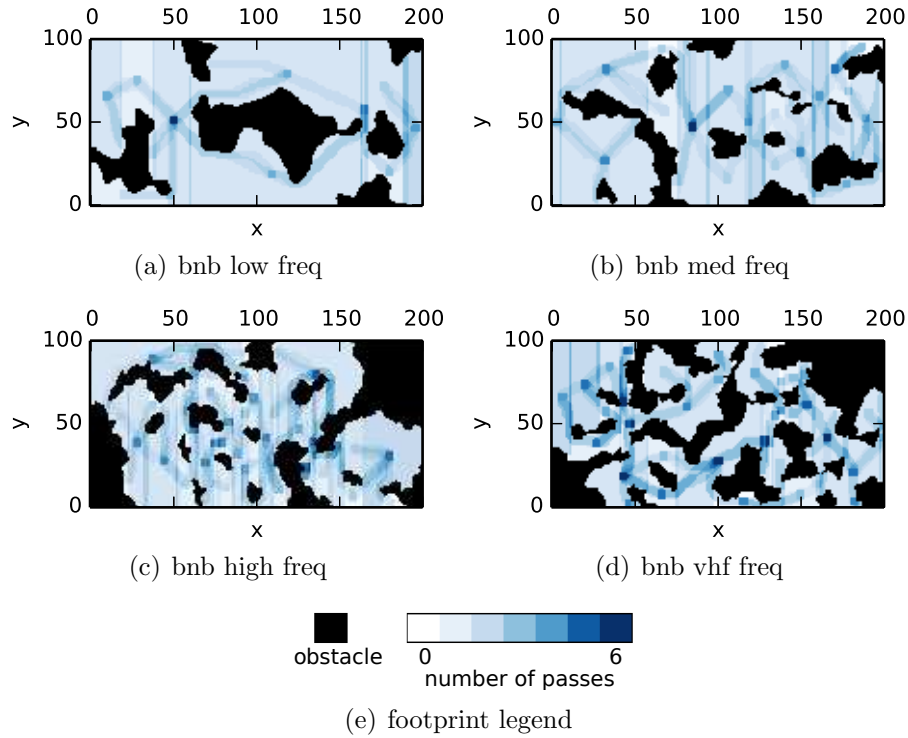 0 50 100 150 200
0 50 100 150 200
100
50
0
y
x
100
50
0
y
x
(a) bnb low freq
(b) bnb med freq
0 50 100 150 200
0 50 100 150 200
100
50
0
y
x
100
50
0
y
x
(c) bnb high freq
(d) bnb vhf freq
obstacle
0 6
number of passes
(e) footprint legend